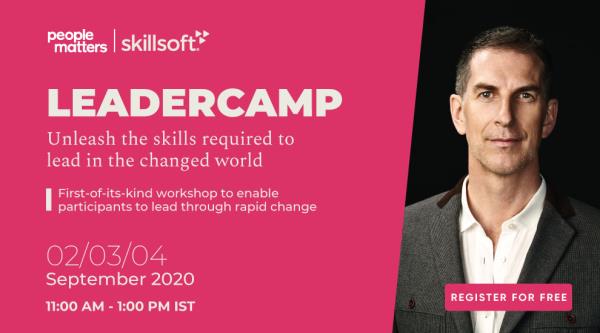 people
matters
skillsoft
LEADERCAMP
Unleash the skills required to
lead in the changed world
First-of-its-kind workshop to enable
participants to lead through rapid change
02/03/04
September 2020
11:00 AM - 1:00 PM IST
REGISTER FOR FREE